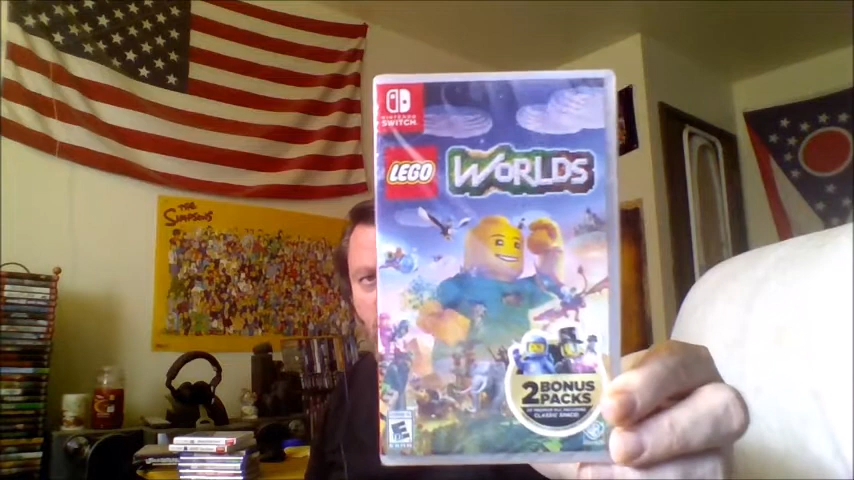 NINTENDO
SWITCH
LEGO
WORLDS
THE
SIMPSONS
2 BONUS
PACKS
CLASSIC SPACE
E